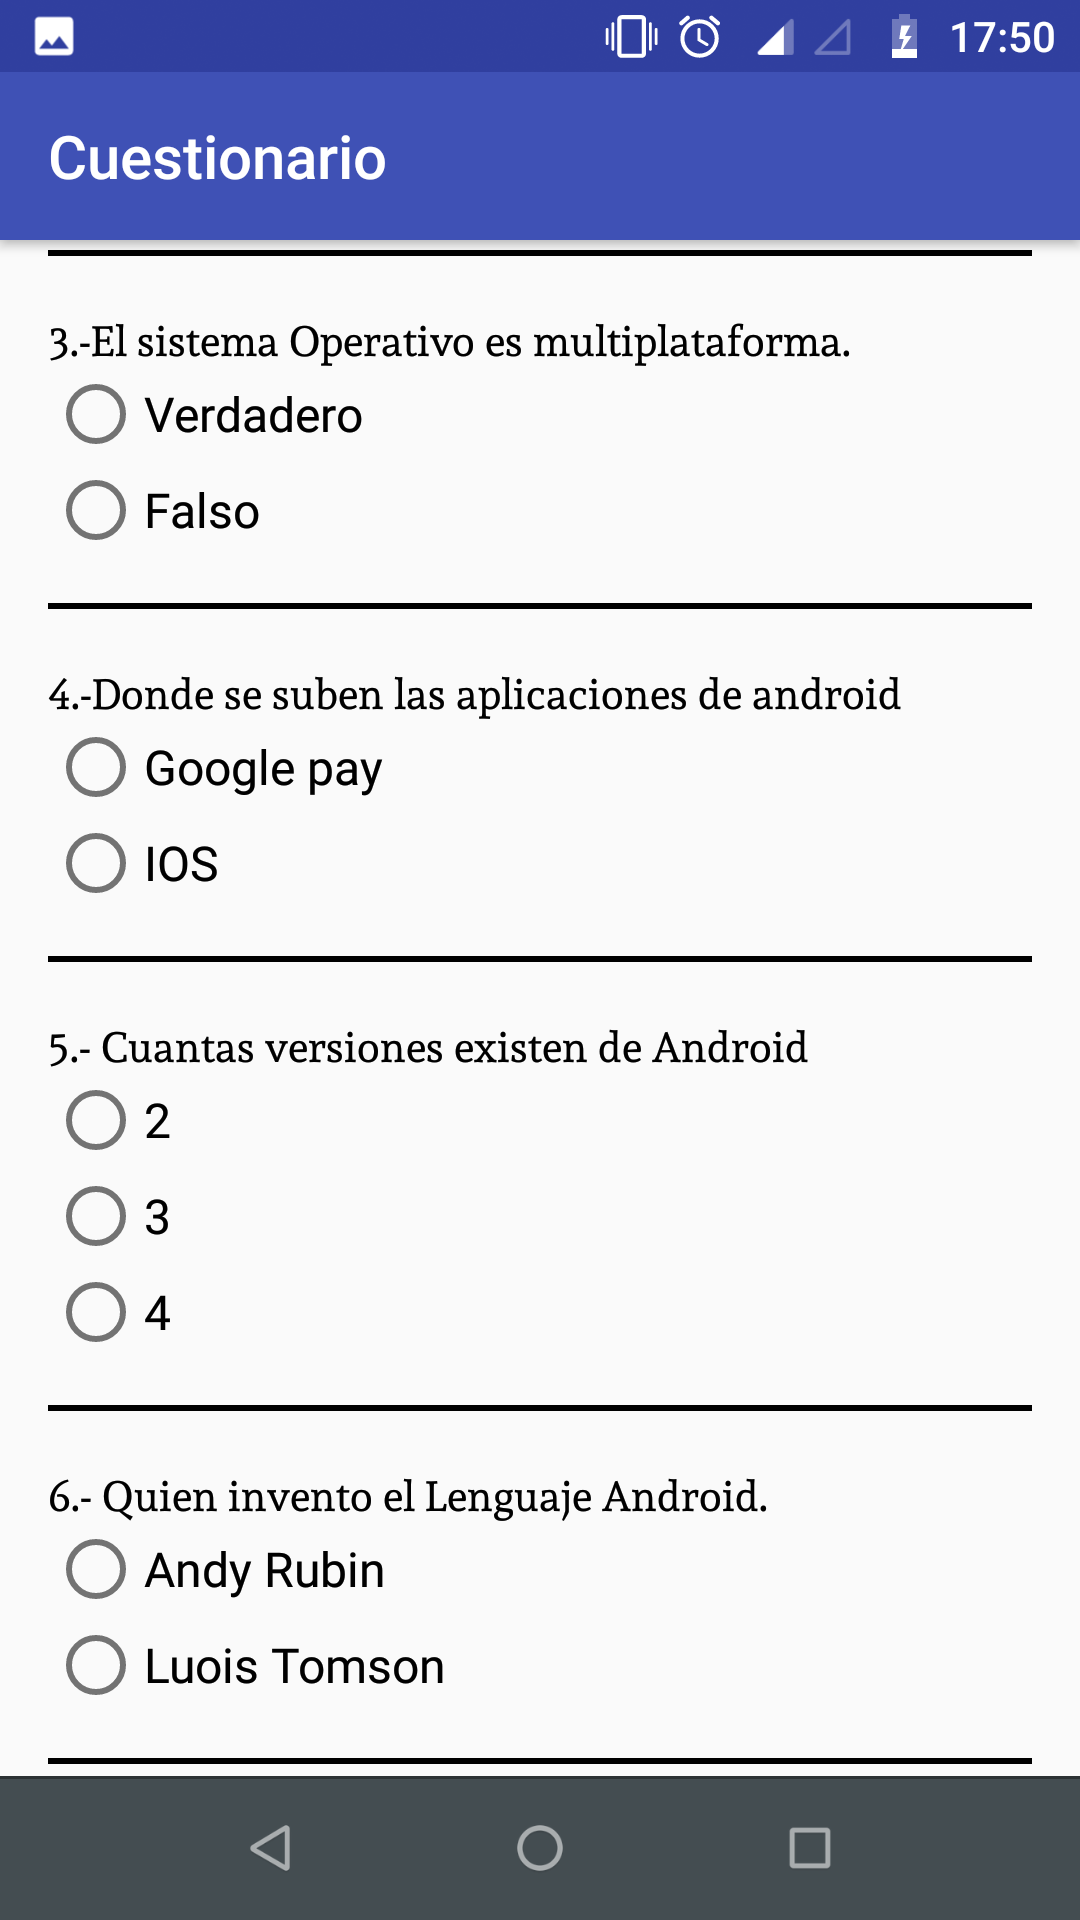 17:50
Cuestionario
3.-El sistema Operativo es multiplataforma.
Verdadero
Falso
4.-Donde se suben las aplicaciones de android
Google pay
IOS
5.- Cuantas versiones existen de Android
2
3
4
6.- Quien invento el Lenguaje Android.
Andy Rubin
Luois Tomson